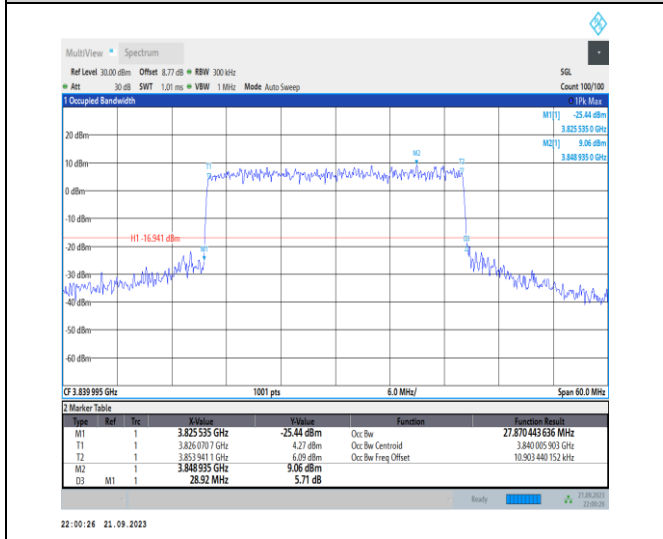 MultiView Spectrum
Ref Level 30.00 dBm Offset 8.77 dB RBW 300 kHz SGL
Att 30 dB SWT 1.01 ms VBW 1 MHz Mode Auto Sweep Count 100/100
1 Occupied Bandwidth 1Pk Max
M1[1] -25.44 dBm
3.825 535 0 GHz
M2[1] 9.06 dBm
3.848 935 0 GHz
20 dBm
M2
T1
10 dBm
0 dBm
-10 dBm
H1 -16.941 dBm
-20 dBm
M1
-30 dBm
-40 dBm
-50 dBm
-60 dBm
CF 3.839 995 GHz 1001 pts 6.0 MHz/ Span 60.0 MHz
2 Marker Table
Type Ref Trc X-Value Y-Value Function Function Result
M1 1 3.825 535 GHz -25.44 dBm Occ Bw 27.870 443 636 MHz
T1 1 3.826 070 7 GHz 4.27 dBm Occ Bw Centroid 3.840 005 903 GHz
T2 1 3.853 941 1 GHz 6.09 dBm Occ Bw Freq Offset 10.903 440 152 kHz
M2 1 3.848 935 GHz 9.06 dBm
D3 M1 1 28.92 MHz 5.71 dB
Ready 21.09.2023
22:00:26
22:00:26 21.09.2023